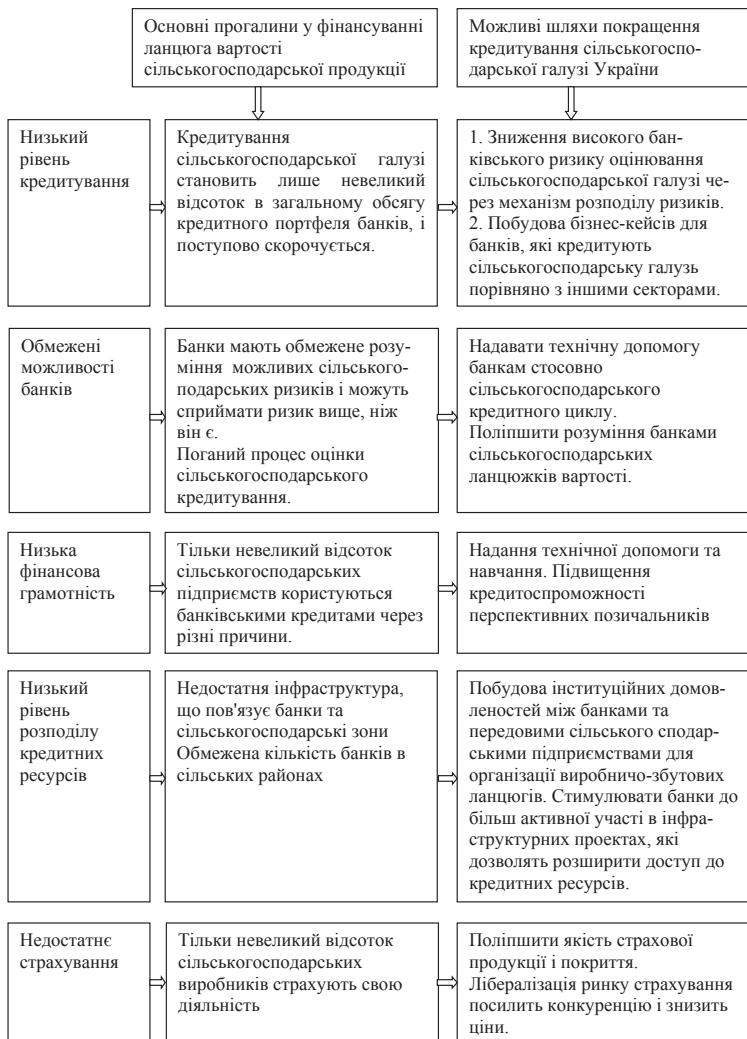 Основні прогалини у фінансуванні
ланцюга вартості
сільськогосподарської продукції
Можливі шляхи покращення
кредитування сільськогоспо-
дарської галузі України
Низький
рівень
кредитування
Кредитування
сільськогосподарської галузі
становить лише невеликий
відсоток в загальному обсягу
кредитного портфеля банків, і
поступово скорочується.
1. Зниження високого бан-
ківського ризику оцінювання
сільськогосподарської галузі че-
рез механізм розподілу ризиків.
2. Побудова бізнес-кейсів для
банків, які кредитують
сільськогосподарську галузь
порівняно з іншими секторами.
Обмежені
можливості
банків
Банки мають обмежене розу-
міння можливих сільського-
подарських ризиків і можуть
сприймати ризик вище, ніж
він є.
Поганий процес оцінки
сільськогосподарського
кредитування.
Надавати технічну допомогу
банкам стосовно
сільськогосподарського
кредитного циклу.
Поліпшити розуміння банками
сільськогосподарських
ланцюжків вартості.
Низька
фінансова
грамотність
Тільки невеликий відсоток
сільськогосподарських
підприємств користуються
банківськими кредитами через
різні причини.
Надання технічної допомоги та
навчання. Підвищення
кредитоспроможності
перспективних позичальників
Низький
рівень
розподілу
кредитних
ресурсів
Недостатня інфраструктура,
що пов'язує банки та
сільськогосподарські зони
Обмежена кількість банків в
сільських районах
Побудова інституційних домов-
леностей між банками та
передовими сільського сподар-
ськими підприємствами для
організації виробничо-збутових
ланцюгів. Стимулювати банки до
більш активної участі в інфра-
структурних проектах, які
дозволять розширити доступ до
кредитних ресурсів.
Недостатнє
страхування
Тільки невеликий відсоток
сільськогосподарських
виробників страхують свою
діяльність
Поліпшити якість страхової
продукції і покриття.
Лібералізація ринку страхування
посилить конкуренцію і знизить
ціни.